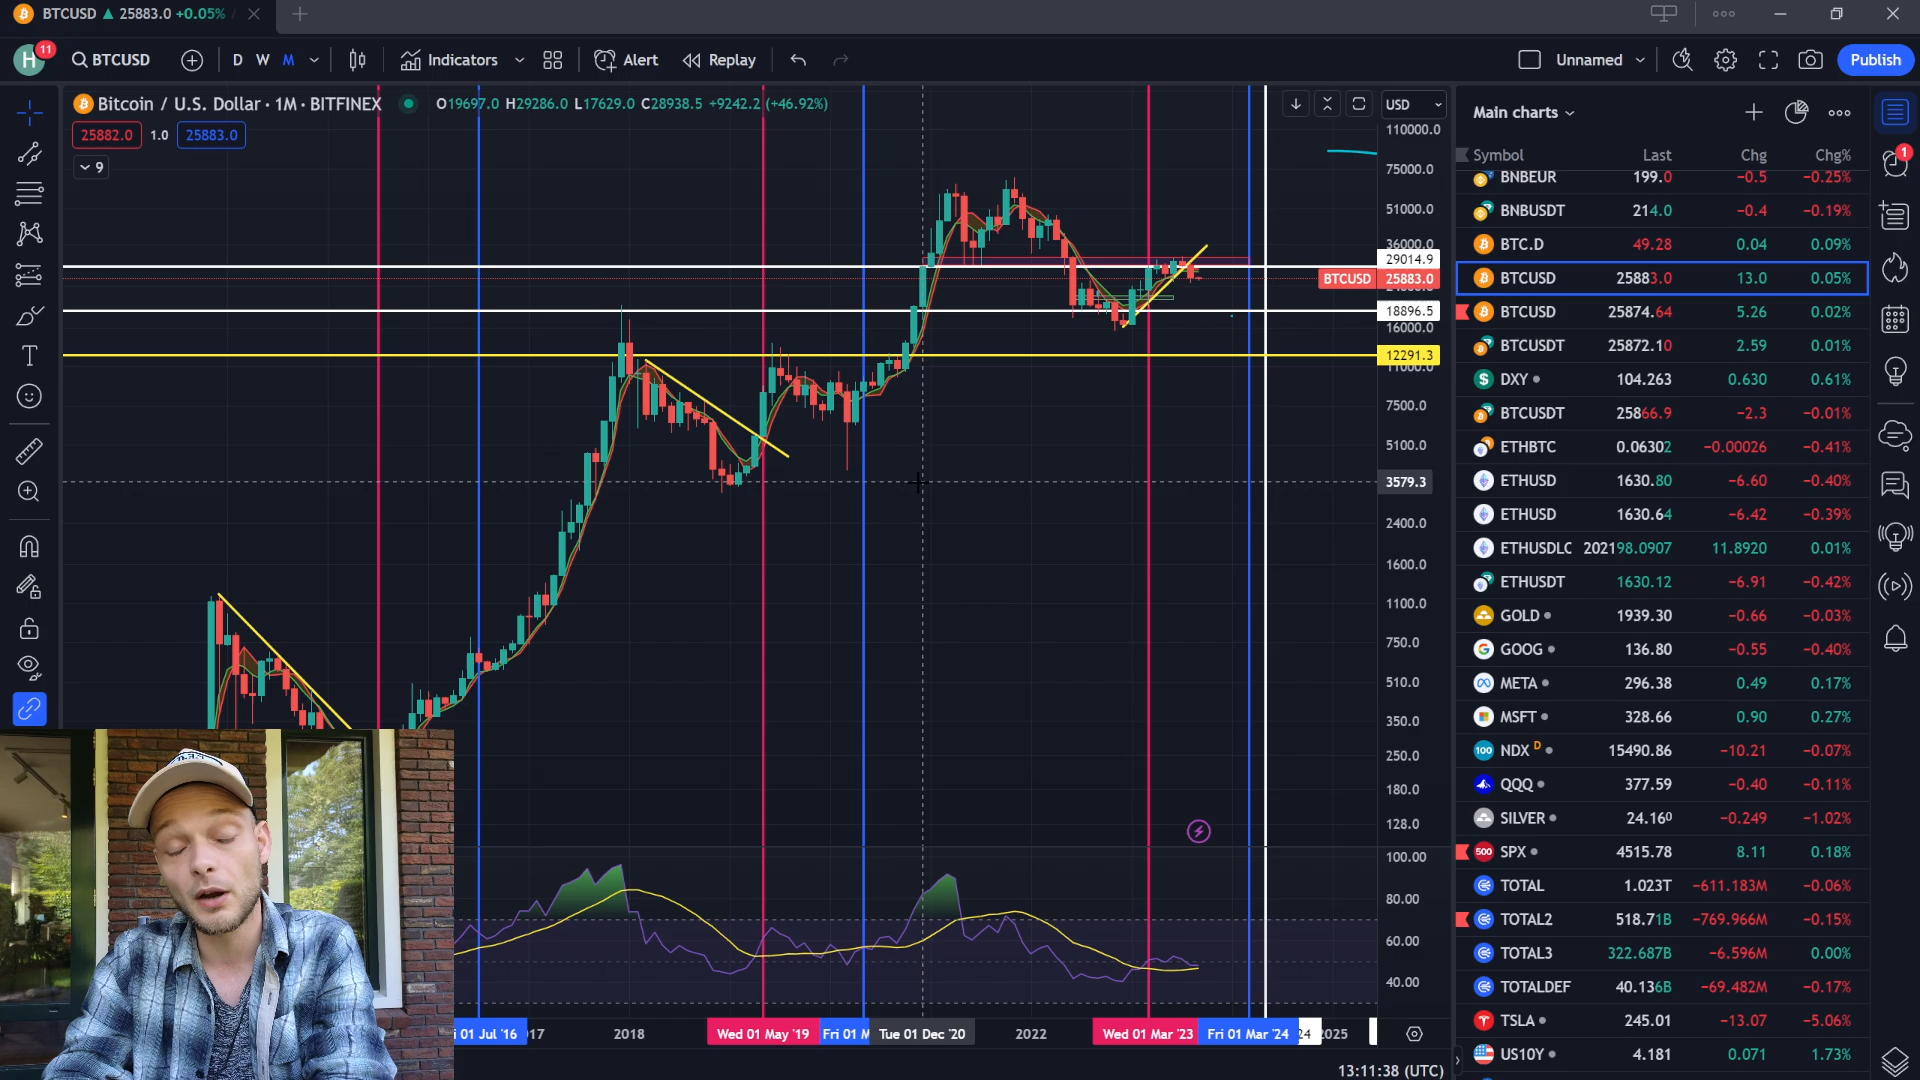 BTCUSD ▲ 25883.0 +0.05% /
H 11 BTCUSD D W M Indicators Alert Replay Unnamed Publish
Bitcoin / U.S. Dollar · 1M · BITFINEX O19697.0 H29286.0 L17629.0 C28938.5 +9242.2 (+46.92%)
25882.0 1.0 25883.0
9
USD
110000.0
75000.0
51000.0
36000.0
29014.9
BTCUSD 25883.0
18896.5
16000.0
12291.3
11000.0
7500.0
5100.0
3579.3
2400.0
1600.0
1100.0
750.0
510.0
350.0
250.0
180.0
128.0
100.00
80.00
60.00
40.00
01 Jul '16 2018 Wed 01 May '19 Fri 01 M Tue 01 Dec '20 2022 Wed 01 Mar '23 Fri 01 Mar '24 2025
13:11:38 (UTC)
Main charts
Symbol Last Chg Chg%
BNBEUR 199.0 −0.5 −0.25%
BNBUSDT 214.0 −0.4 −0.19%
BTC.D 49.28 0.04 0.09%
BTCUSD 25883.0 13.0 0.05%
BTCUSD 25874.64 5.26 0.02%
BTCUSDT 25872.10 2.59 0.01%
DXY 104.263 0.630 0.61%
BTCUSDT 25866.9 −2.3 −0.01%
ETHBTC 0.06302 −0.00026 −0.41%
ETHUSD 1630.80 −6.60 −0.40%
ETHUSD 1630.64 −6.42 −0.39%
ETHUSDLC 202198.0907 11.8920 0.01%
ETHUSDT 1630.12 −6.91 −0.42%
GOLD 1939.30 −0.66 −0.03%
GOOG 136.80 −0.55 −0.40%
META 296.38 0.49 0.17%
MSFT 328.66 0.90 0.27%
100 NDX D 15490.86 −10.21 −0.07%
QQQ 377.59 −0.40 −0.11%
SILVER 24.160 −0.249 −1.02%
500 SPX 4515.78 8.11 0.18%
TOTAL 1.023T −611.183M −0.06%
TOTAL2 518.71B −769.966M −0.15%
TOTAL3 322.687B −6.596M 0.00%
TOTALDEF 40.136B −69.482M −0.17%
TSLA 245.01 −13.07 −5.06%
US10Y 4.181 0.071 1.73%
1